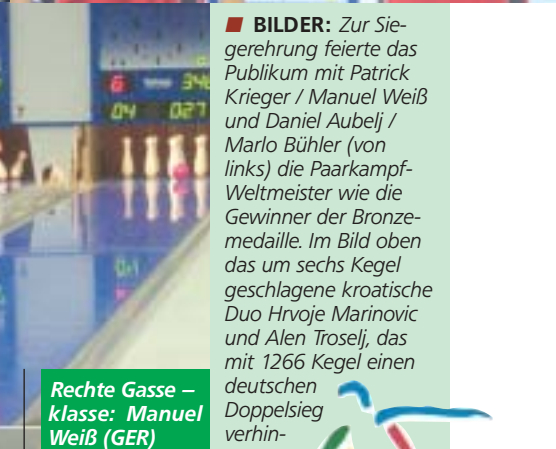 ■ BILDER: Zur Sie-
gerehrung feierte das
Publikum mit Patrick
Krieger / Manuel Weiß
und Daniel Aubelj /
Marlo Bühler (von
links) die Paarkampf-
Weltmeister wie die
Gewinner der Bronze-
medaille. Im Bild oben
das um sechs Kegel
geschlagene kroatische
Duo Hrvoje Marinovic
und Alen Troselj, das
mit 1266 Kegel einen
deutschen
Doppelsieg
verhin-
Rechte Gasse –
klasse: Manuel
Weiß (GER)
6
04 027